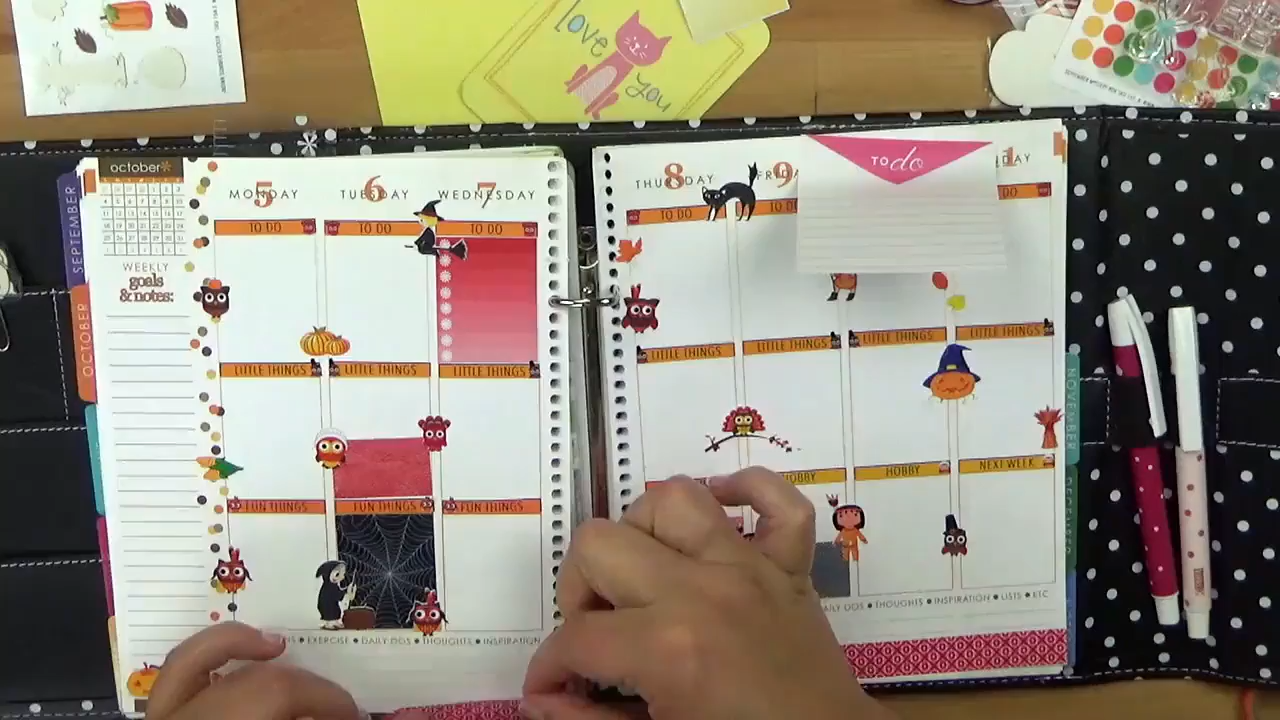 love
you
october
SEPTEMBER
OCTOBER
NOVEMBER
DECEMBER
WEEKLY
goals
& notes:
5 6 7
MONDAY TUESDAY WEDNESDAY
TO DO TO DO TO DO
LITTLE THINGS LITTLE THINGS LITTLE THINGS
FUN THINGS FUN THINGS FUN THINGS
EXERCISE • DAILY DOS • THOUGHTS • INSPIRATION
8 9 1
THURSDAY
TO do
TO DO
LITTLE THINGS LITTLE THINGS LITTLE THINGS LITTLE THINGS
HOBBY HOBBY NEXT WEEK
DAILY DOS • THOUGHTS • INSPIRATION • LISTS • ETC